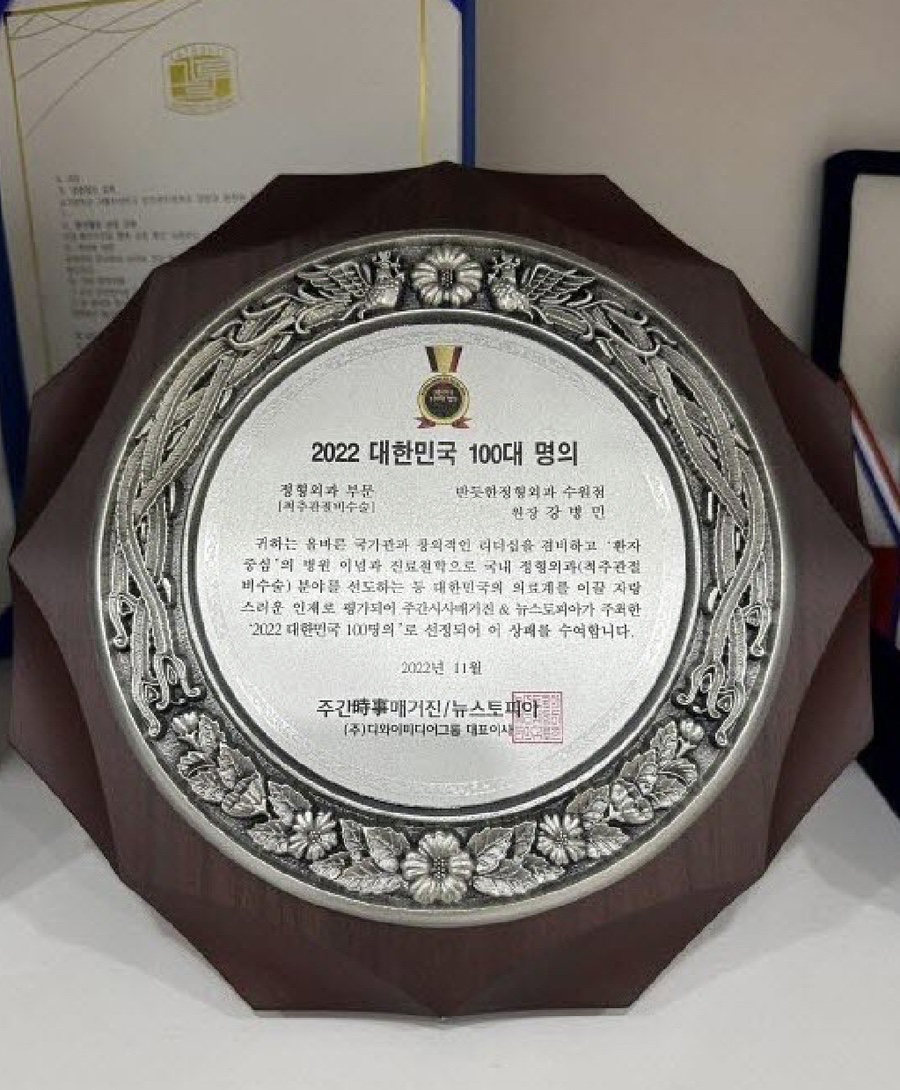 2022 대한민국 100대 명의
정형외과 부문
[척추관절비수술]
반듯한정형외과 수원점
원장 강 병 민
귀하는 올바른 국가관과 창의적인 리더십을 겸비하고 '환자
중심'의 병원 이념과 진료철학으로 국내 정형외과(척추관절
비수술) 분야를 선도하는 등 대한민국의 의료계를 이끌 자랑
스러운 인재로 평가되어 주간시사매거진 & 뉴스토피아가 주최한
'2022 대한민국 100명의'로 선정되어 이 상패를 수여합니다.
2022년 11월
주간時事매거진/뉴스토피아
(주)디와이미디어그룹 대표이사